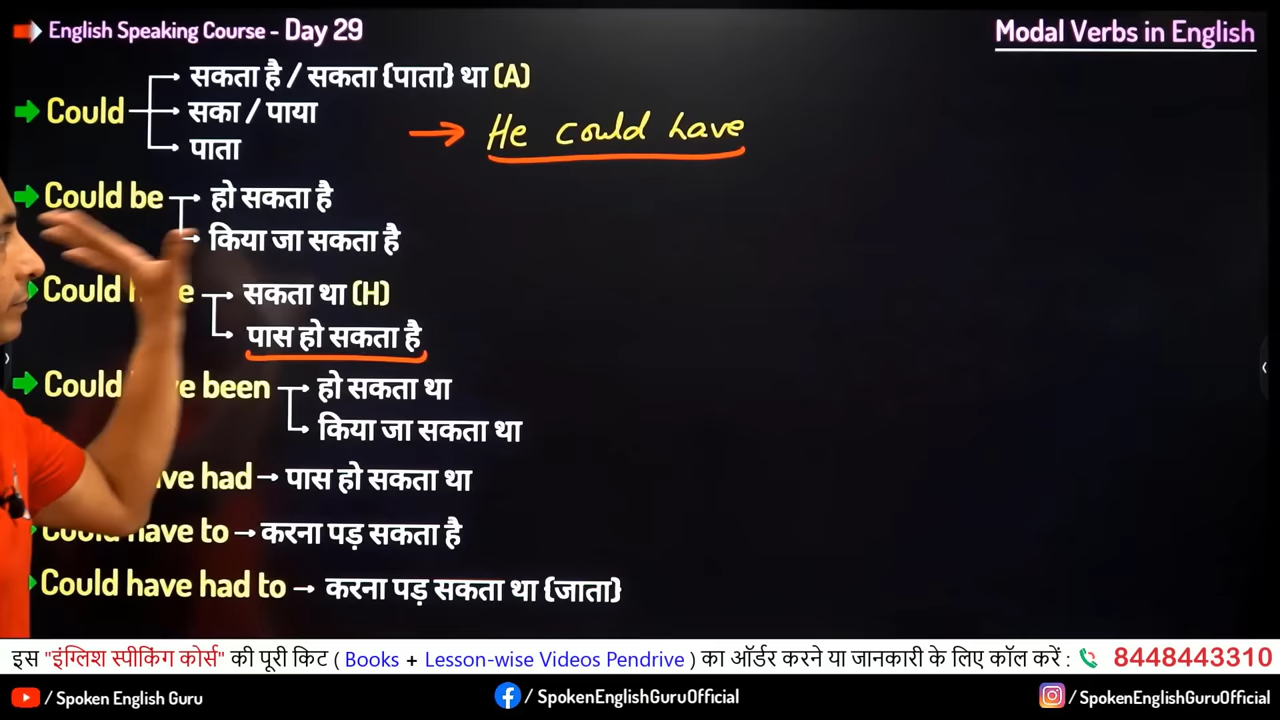 English Speaking Course - Day 29
Modal Verbs in English
Could
सकता है / सकता {पाता} था (A)
सका / पाया
पाता
He could have
Could be
हो सकता है
किया जा सकता है
Could
सकता था (H)
पास हो सकता है
Could been
हो सकता था
किया जा सकता था
had → पास हो सकता था
have to → करना पड़ सकता है
Could have had to → करना पड़ सकता था {जाता}
इस "इंग्लिश स्पीकिंग कोर्स" की पूरी किट ( Books + Lesson-wise Videos Pendrive ) का ऑर्डर करने या जानकारी के लिए कॉल करें : 8448443310
/ Spoken English Guru
/ SpokenEnglishGuruOfficial
/ SpokenEnglishGuruOfficial